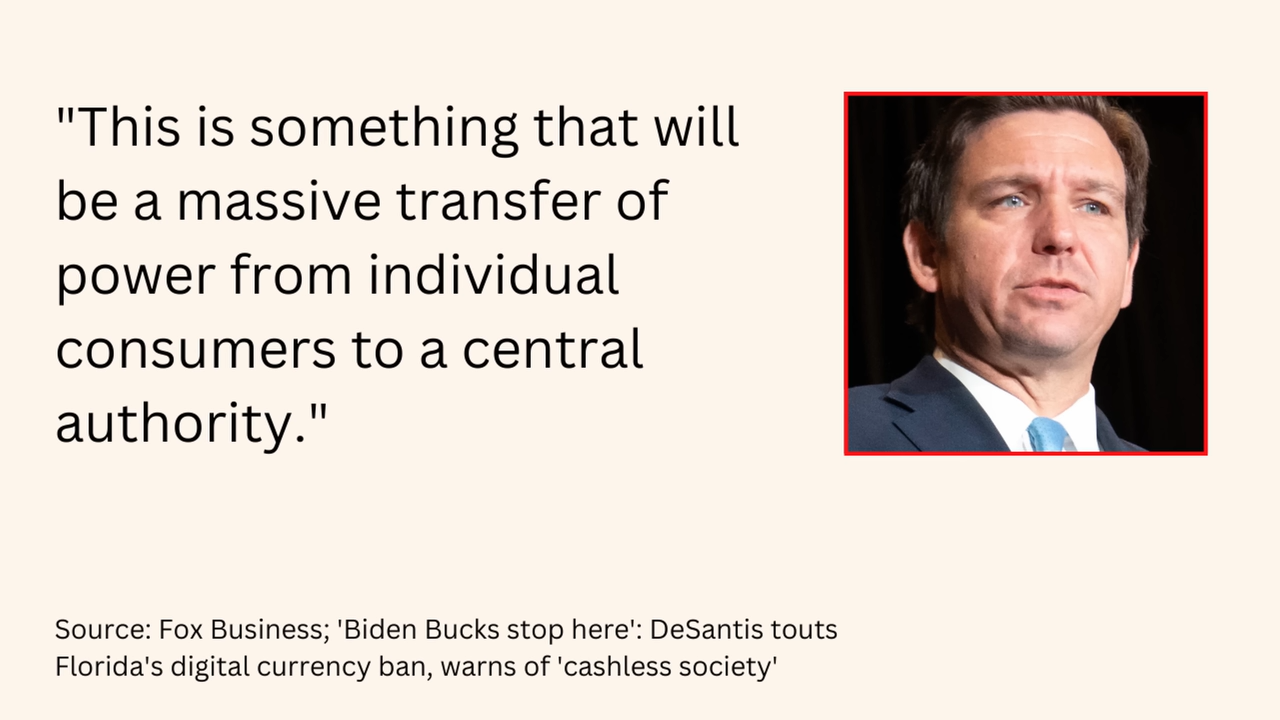 "This is something that will
be a massive transfer of
power from individual
consumers to a central
authority."
Source: Fox Business; 'Biden Bucks stop here': DeSantis touts
Florida's digital currency ban, warns of 'cashless society'